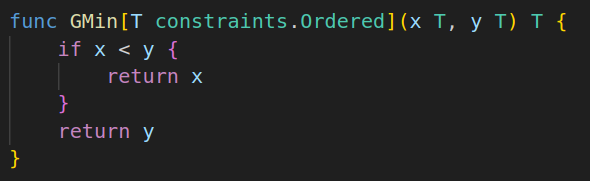 func GMin[T constraints.Ordered](x T, y T) T {
    if x < y {
        return x
    }
    return y
}